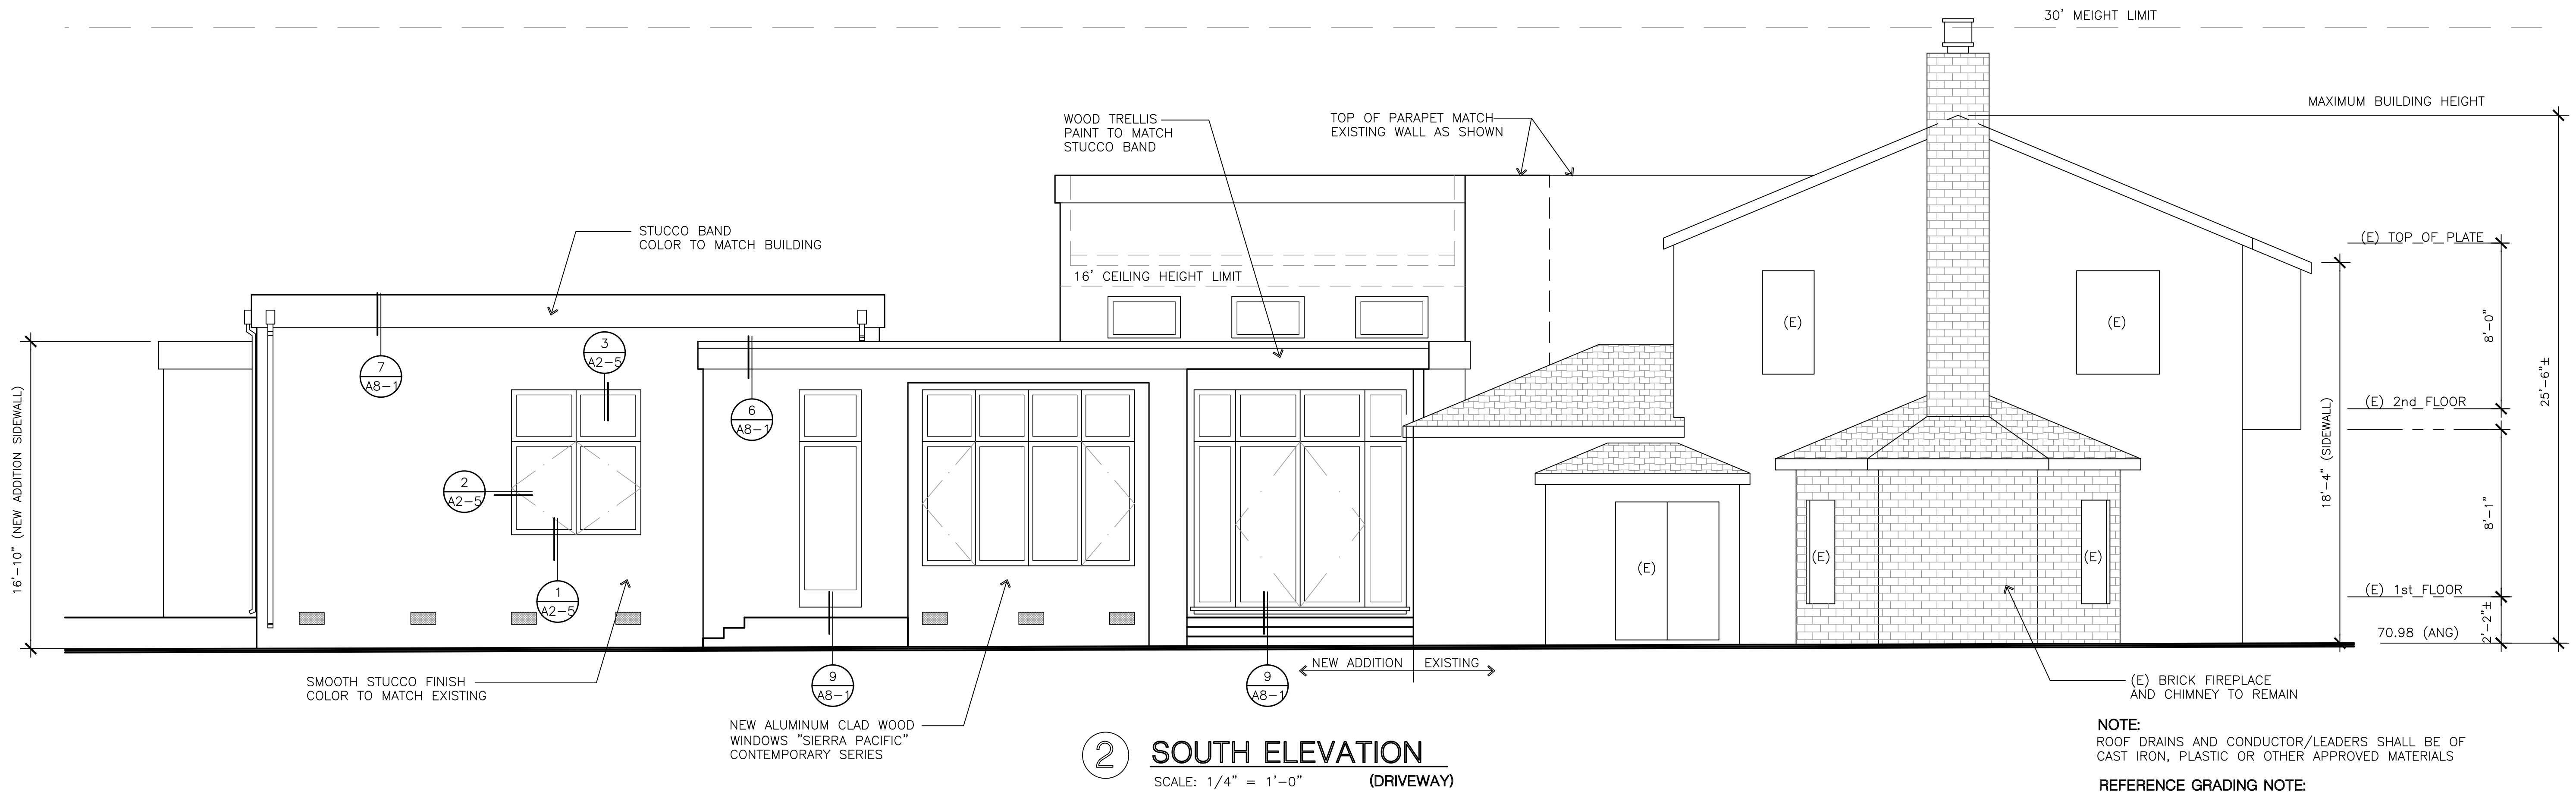 30' MEIGHT LIMIT
MAXIMUM BUILDING HEIGHT
WOOD TRELLIS
PAINT TO MATCH
STUCCO BAND
TOP OF PARAPET MATCH
EXISTING WALL AS SHOWN
STUCCO BAND
COLOR TO MATCH BUILDING
(E) TOP OF PLATE
16' CEILING HEIGHT LIMIT
(E)
(E)
8'-0"
25'-6"±
3
A2-5
7
A8-1
6
A8-1
(E) 2nd FLOOR
16'-10" (NEW ADDITION SIDEWALL)
18'-4" (SIDEWALL)
2
A2-5
8'-1"
1
A2-5
(E)
(E)
(E)
(E) 1st FLOOR
2'-2"±
70.98 (ANG)
NEW ADDITION
EXISTING
SMOOTH STUCCO FINISH
COLOR TO MATCH EXISTING
9
A8-1
9
A8-1
(E) BRICK FIREPLACE
AND CHIMNEY TO REMAIN
NEW ALUMINUM CLAD WOOD
WINDOWS "SIERRA PACIFIC"
CONTEMPORARY SERIES
2
SOUTH ELEVATION
SCALE: 1/4" = 1'-0"
(DRIVEWAY)
NOTE:
ROOF DRAINS AND CONDUCTOR/LEADERS SHALL BE OF
CAST IRON, PLASTIC OR OTHER APPROVED MATERIALS
REFERENCE GRADING NOTE: